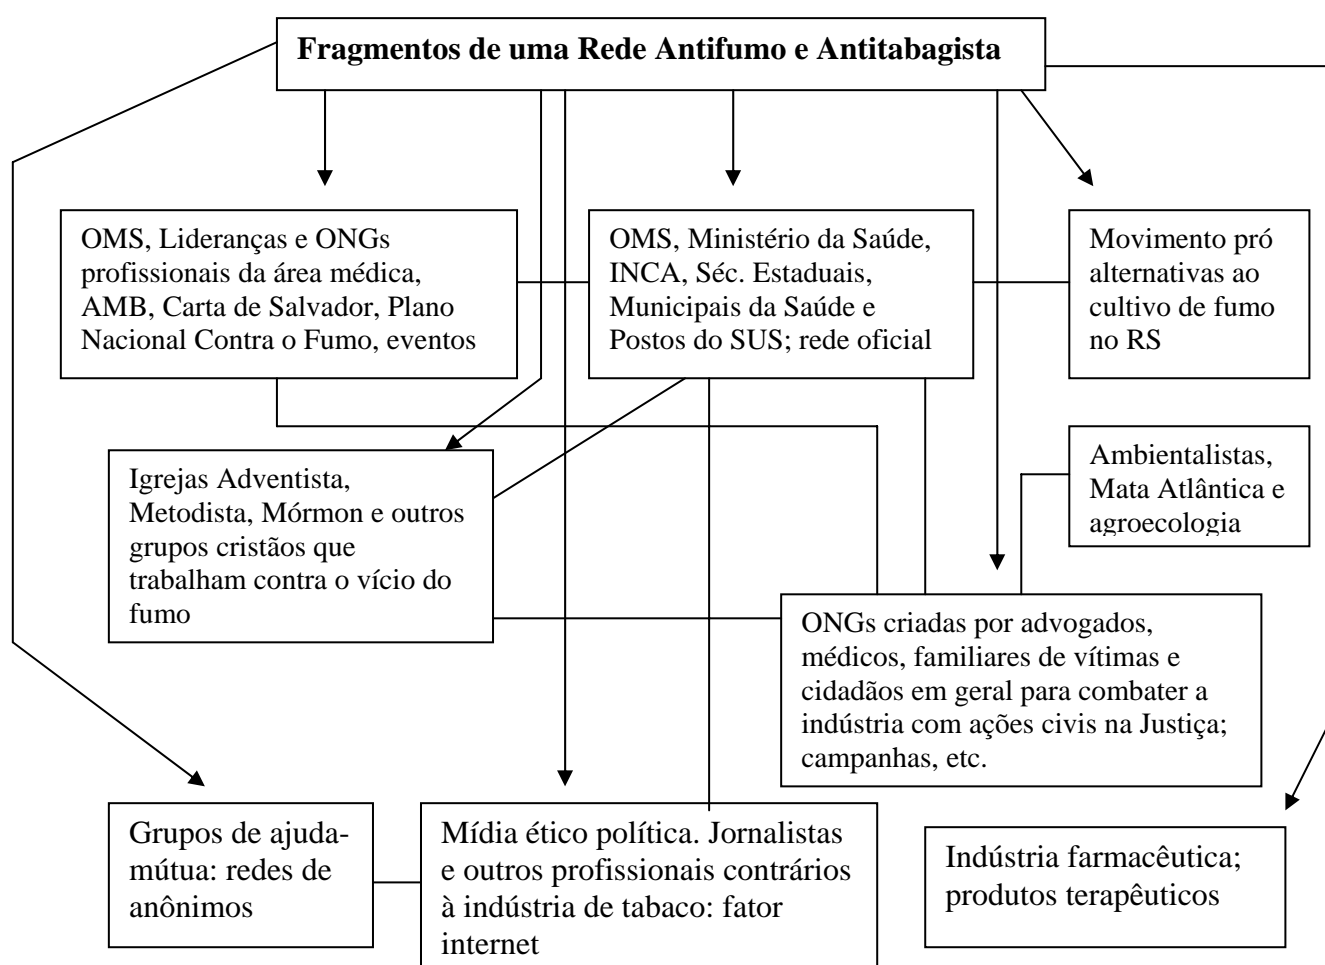 Fragmentos de uma Rede Antifumo e Antitabagista
OMS, Lideranças e ONGs
profissionais da área médica,
AMB, Carta de Salvador, Plano
Nacional Contra o Fumo, eventos
OMS, Ministério da Saúde,
INCA, Séc. Estaduais,
Municipais da Saúde e
Postos do SUS; rede oficial
Movimento pró
alternativas ao
cultivo de fumo
no RS
Igrejas Adventista,
Metodista, Mórmon e outros
grupos cristãos que
trabalham contra o vício do
fumo
Ambientalistas,
Mata Atlântica e
agroecologia
ONGs criadas por advogados,
médicos, familiares de vítimas e
cidadãos em geral para combater a
indústria com ações civis na Justiça;
campanhas, etc.
Grupos de ajuda-
mútua: redes de
anônimos
Mídia ético política. Jornalistas
e outros profissionais contrários
à indústria de tabaco: fator
internet
Indústria farmacêutica;
produtos terapêuticos